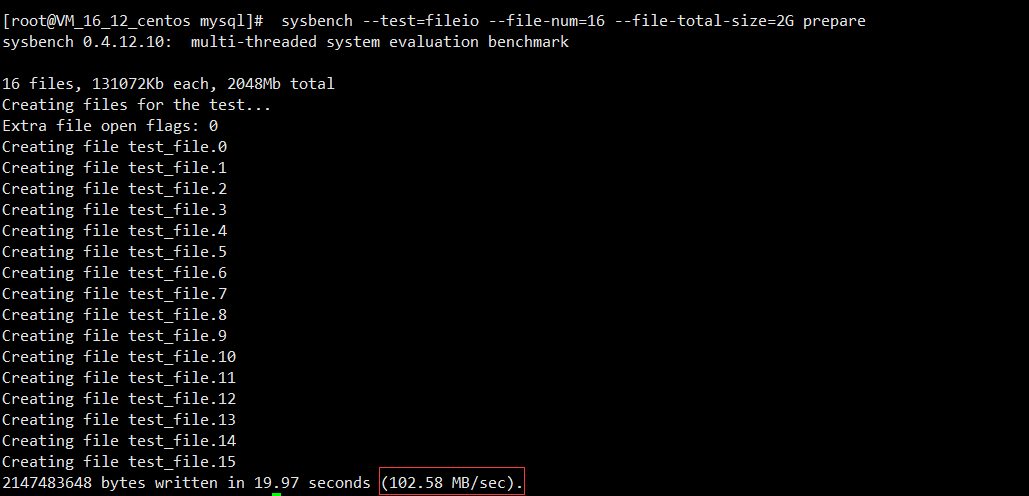 [root@VM_16_12_centos mysql]#  sysbench --test=fileio --file-num=16 --file-total-size=2G prepare
sysbench 0.4.12.10:  multi-threaded system evaluation benchmark
16 files, 131072Kb each, 2048Mb total
Creating files for the test...
Extra file open flags: 0
Creating file test_file.0
Creating file test_file.1
Creating file test_file.2
Creating file test_file.3
Creating file test_file.4
Creating file test_file.5
Creating file test_file.6
Creating file test_file.7
Creating file test_file.8
Creating file test_file.9
Creating file test_file.10
Creating file test_file.11
Creating file test_file.12
Creating file test_file.13
Creating file test_file.14
Creating file test_file.15
2147483648 bytes written in 19.97 seconds (102.58 MB/sec).